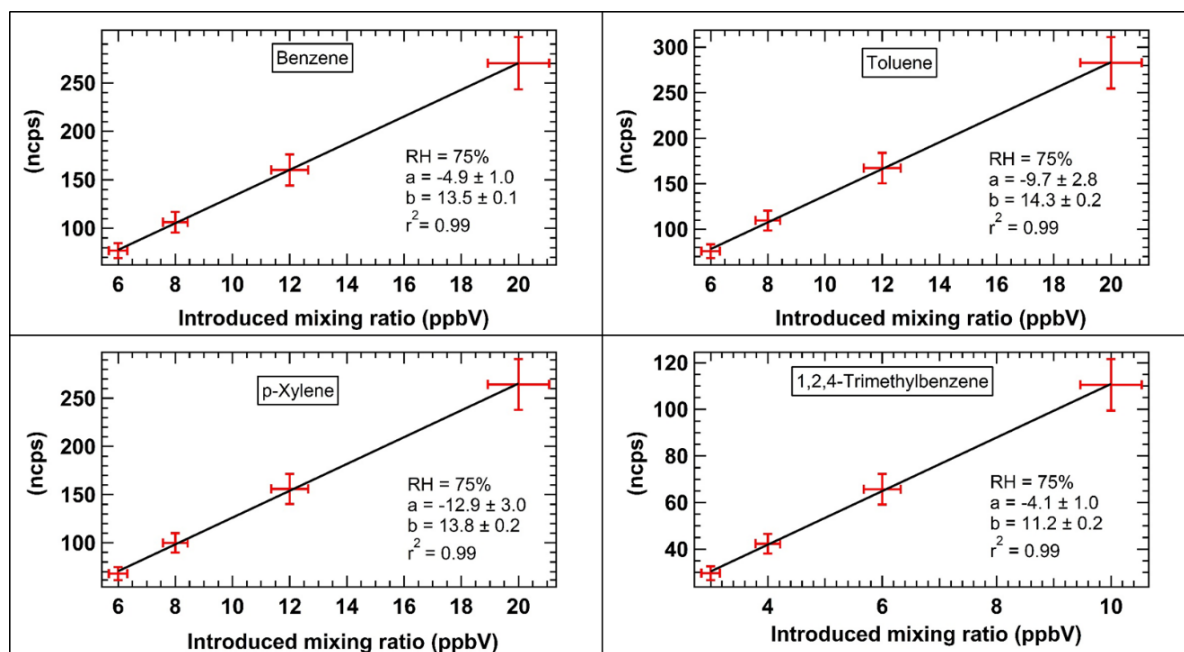 Benzene
(ncps)
250
200
150
100
RH = 75%
a = -4.9 ± 1.0
b = 13.5 ± 0.1
r² = 0.99
6 8 10 12 14 16 18 20
Introduced mixing ratio (ppbV)
Toluene
(ncps)
300
250
200
150
100
RH = 75%
a = -9.7 ± 2.8
b = 14.3 ± 0.2
r² = 0.99
6 8 10 12 14 16 18 20
Introduced mixing ratio (ppbV)
p-Xylene
(ncps)
250
200
150
100
RH = 75%
a = -12.9 ± 3.0
b = 13.8 ± 0.2
r² = 0.99
6 8 10 12 14 16 18 20
Introduced mixing ratio (ppbV)
1,2,4-Trimethylbenzene
(ncps)
120
100
80
60
40
RH = 75%
a = -4.1 ± 1.0
b = 11.2 ± 0.2
r² = 0.99
4 6 8 10
Introduced mixing ratio (ppbV)